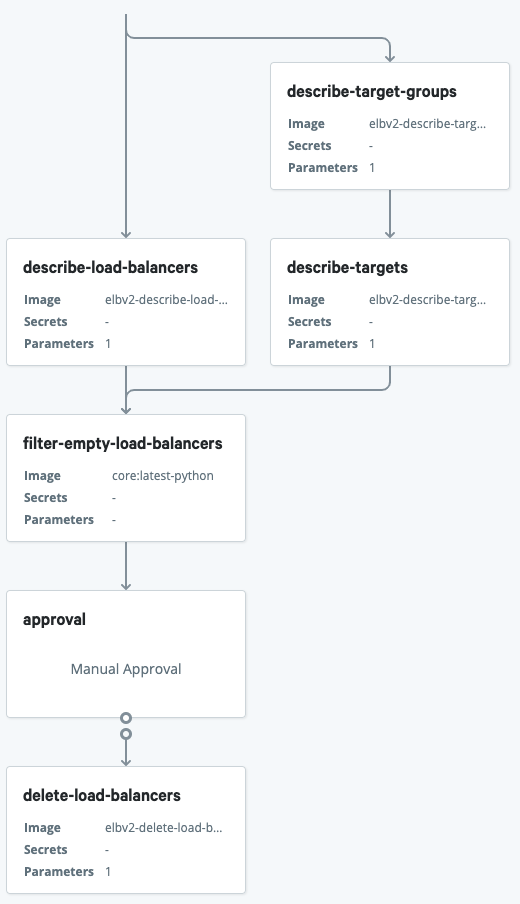 describe-target-groups
Image elbv2-describe-targ...
Secrets -
Parameters 1
describe-load-balancers
Image elbv2-describe-load-...
Secrets -
Parameters 1
describe-targets
Image elbv2-describe-targ...
Secrets -
Parameters 1
filter-empty-load-balancers
Image core:latest-python
Secrets -
Parameters -
approval
Manual Approval
delete-load-balancers
Image elbv2-delete-load-b...
Secrets -
Parameters 1